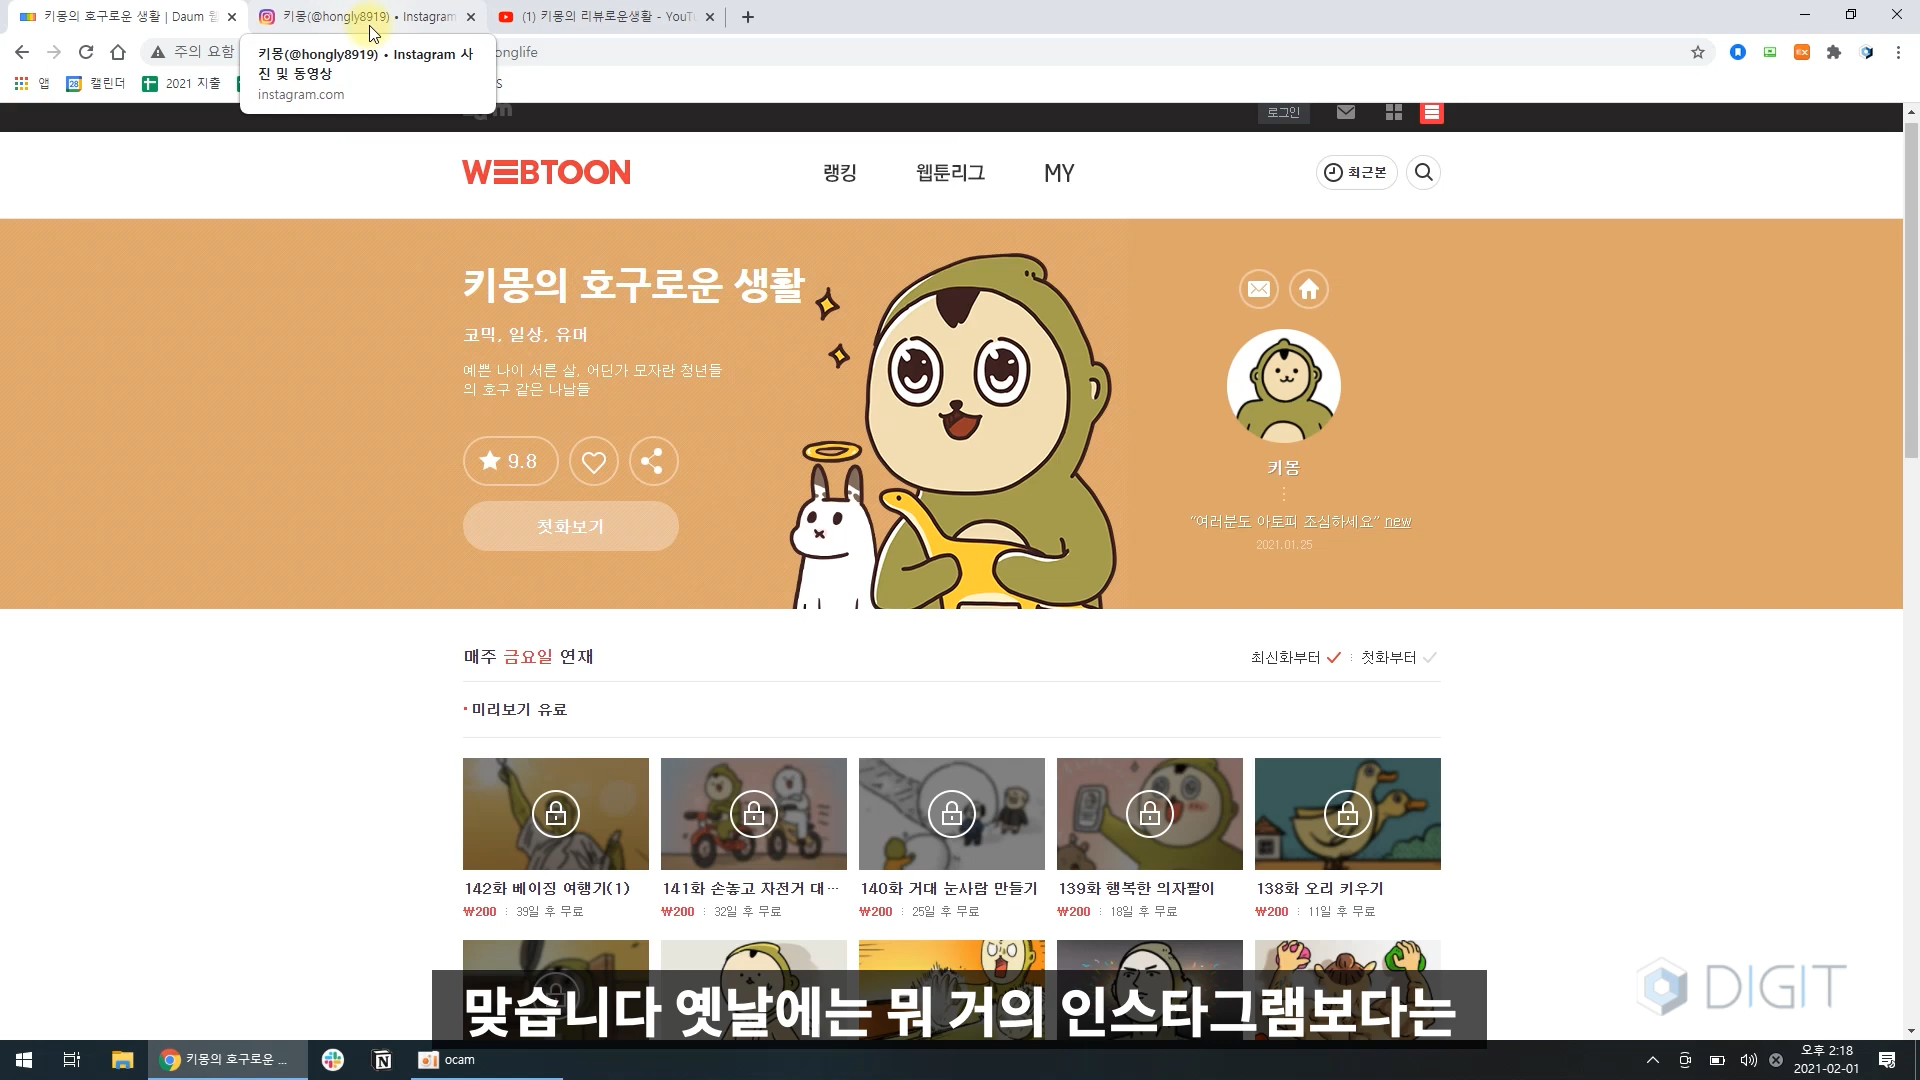 키몽의 호구로운 생활 | Daum 웹
키몽(@hongly8919) • Instagram
(1) 키몽의 리뷰로운생활 - YouTu
주의 요함
onglife
키몽(@hongly8919) • Instagram 사
진 및 동영상
instagram.com
앱
28
캘린더
2021 지출
S
로그인
WEBTOON
랭킹
웹툰리그
MY
최근본
키몽의 호구로운 생활
코믹, 일상, 유머
예쁜 나이 서른 살, 어딘가 모자란 청년들
의 호구 같은 나날들
9.8
첫화보기
키몽
“여러분도 아토피 조심하세요” new
2021.01.25
매주 금요일 연재
최신화부터
첫화부터
미리보기 유료
142화 베이징 여행기(1)
₩200 : 39일 후 무료
141화 손놓고 자전거 대…
₩200 : 32일 후 무료
140화 거대 눈사람 만들기
₩200 : 25일 후 무료
139화 행복한 의자팔이
₩200 : 18일 후 무료
138화 오리 키우기
₩200 : 11일 후 무료
맞습니다 옛날에는 뭐 거의 인스타그램보다는
DIGIT
키몽의 호구로운 ...
ocam
오후 2:18
2021-02-01